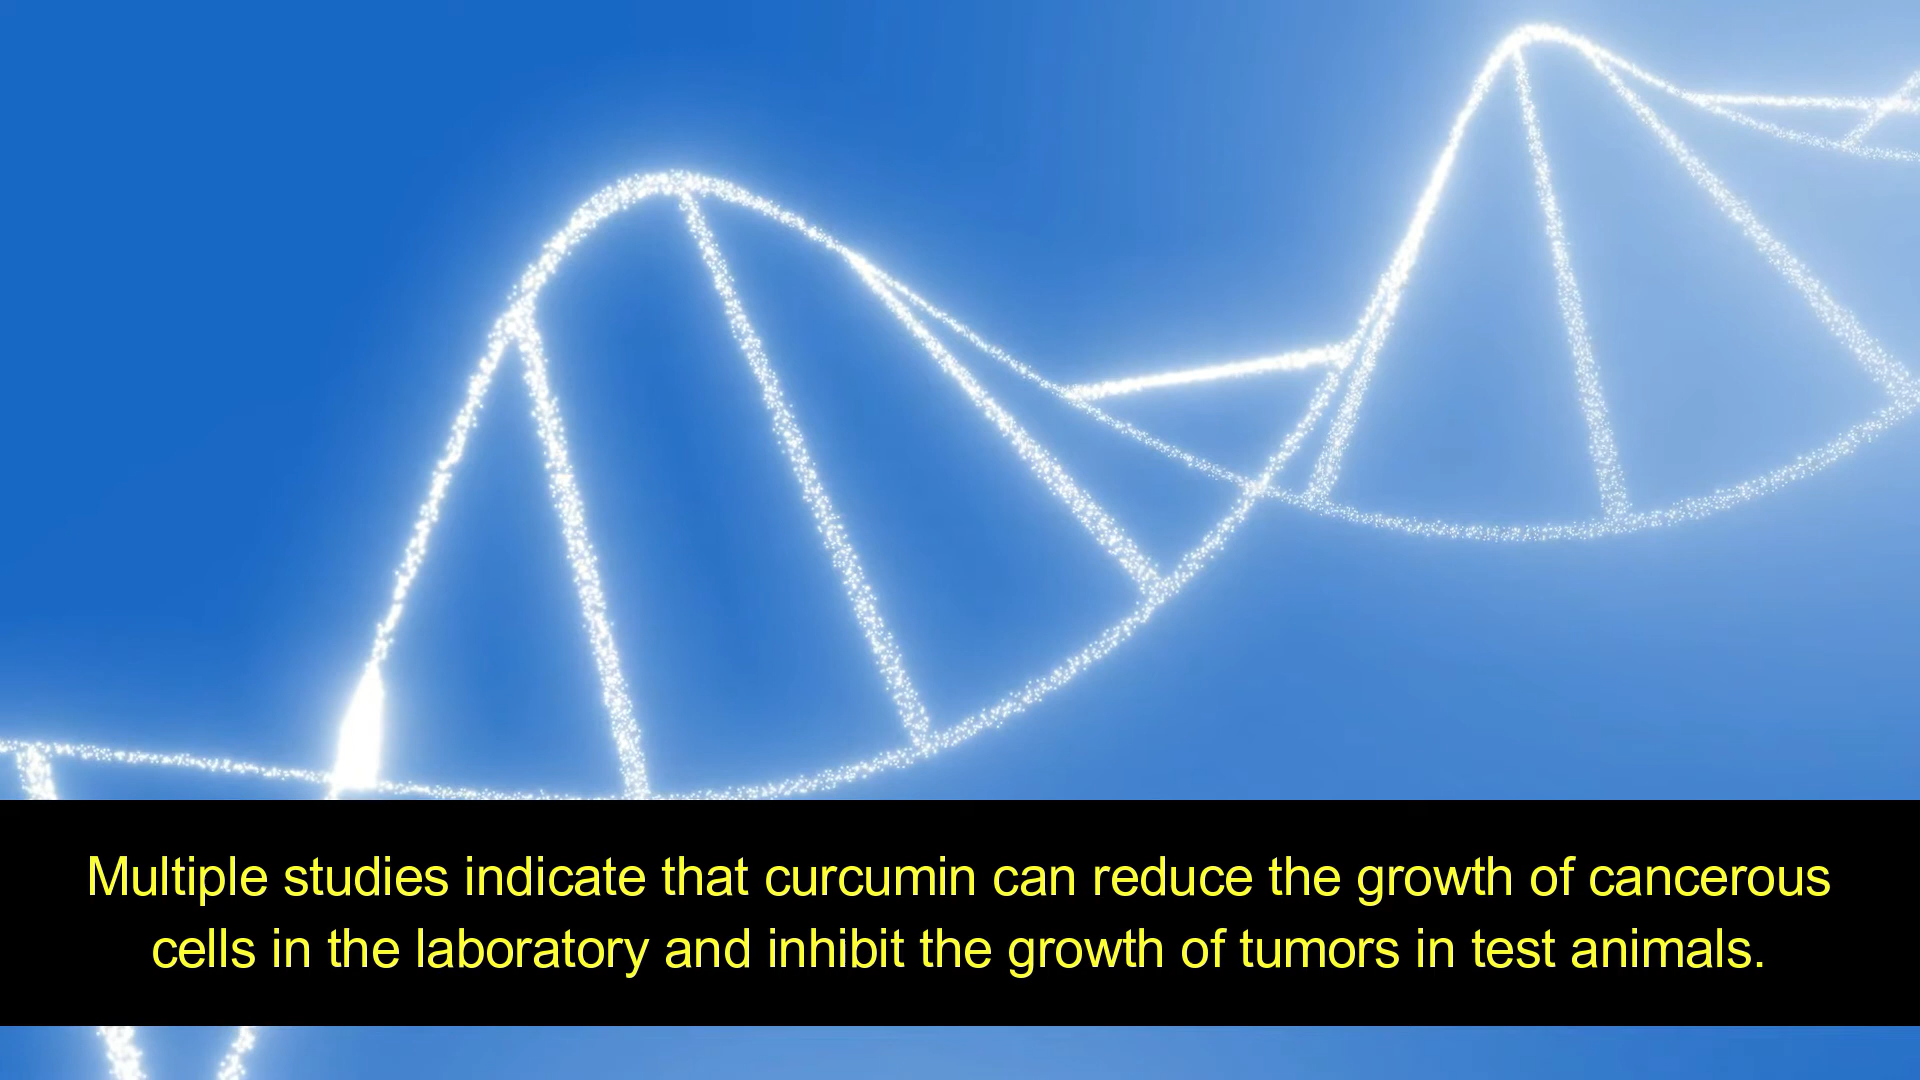 Multiple studies indicate that curcumin can reduce the growth of cancerous
cells in the laboratory and inhibit the growth of tumors in test animals.